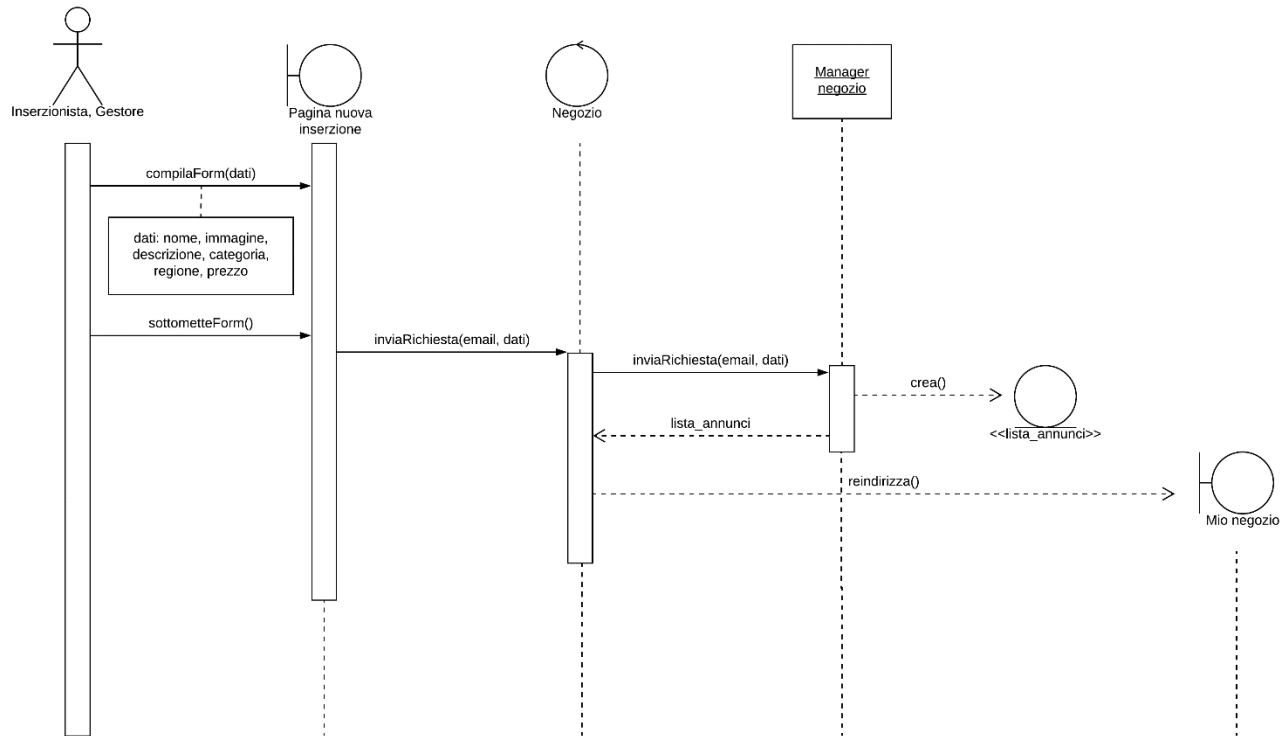 Inserzionista, Gestore
Pagina nuova
inserzione
Negozio
Manager
negozio
compilaForm(dati)
dati: nome, immagine,
descrizione, categoria,
regione, prezzo
sottometteForm()
inviaRichiesta(email, dati)
inviaRichiesta(email, dati)
crea()
<<lista_annunci>>
lista_annunci
reindirizza()
Mio negozio